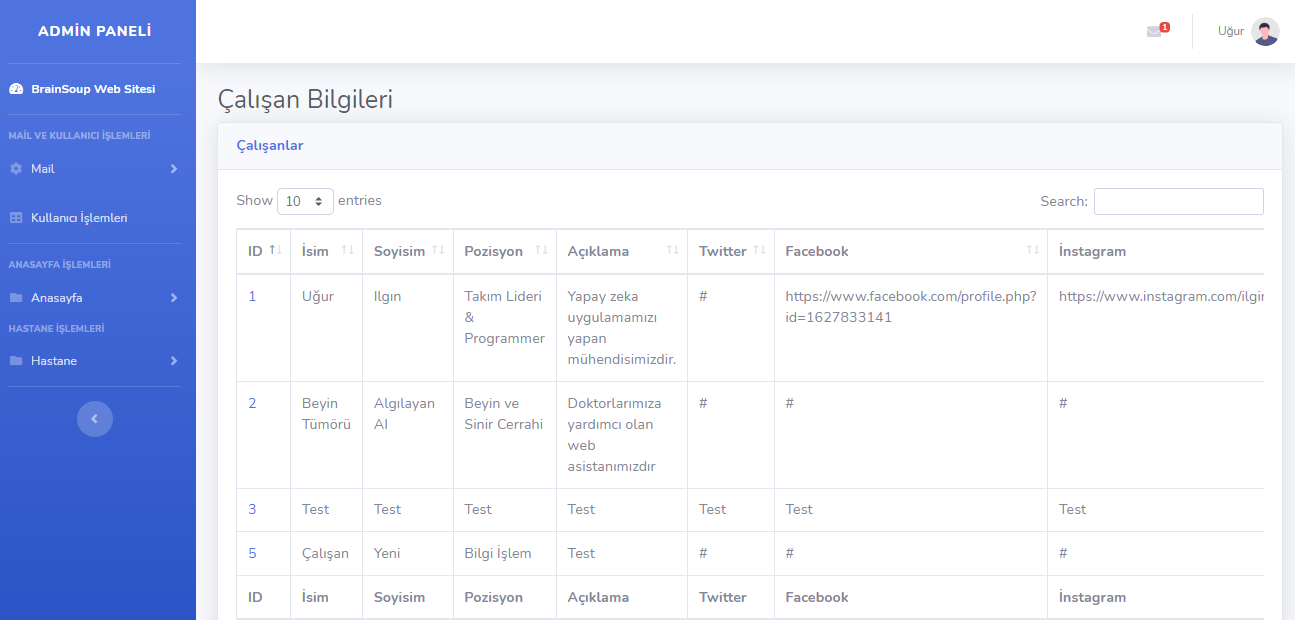 ADMİN PANELİ
1
Uğur
BrainSoup Web Sitesi
MAİL VE KULLANICI İŞLEMLERİ
Mail
Kullanıcı İşlemleri
ANASAYFA İŞLEMLERİ
Anasayfa
HASTANE İŞLEMLERİ
Hastane
Çalışan Bilgileri
Çalışanlar
Show 10 entries
Search:
ID İsim Soyisim Pozisyon Açıklama Twitter Facebook İnstagram
1 Uğur Ilgın Takım Lideri Yapay zeka # https://www.facebook.com/profile.php? https://www.instagram.com/ilgin
& uygulamamızı id=1627833141
Programmer yapan
mühendisimizdir.
2 Beyin Algılayan Beyin ve Doktorlarımıza # # #
Tümörü AI Sinir Cerrahi yardımcı olan
web
asistanımızdır
3 Test Test Test Test Test Test Test
5 Çalışan Yeni Bilgi İşlem Test # # #
ID İsim Soyisim Pozisyon Açıklama Twitter Facebook İnstagram